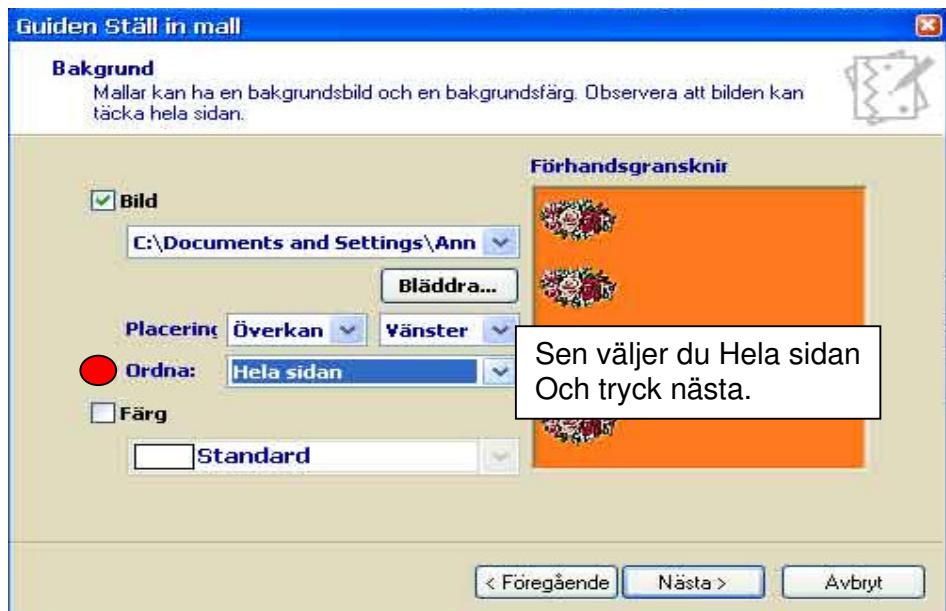 Guiden Ställ in mall
Bakgrund
Mallar kan ha en bakgrundsbild och en bakgrundsfärg. Observera att bilden kan
täcka hela sidan.
Förhandsgransknir
Bild
C:\Documents and Settings\Ann
Bläddra...
Placering Överkan Vänster
Ordna: Hela sidan
Sen väljer du Hela sidan
Och tryck nästa.
Färg
Standard
< Föregående Nästa > Avbryt